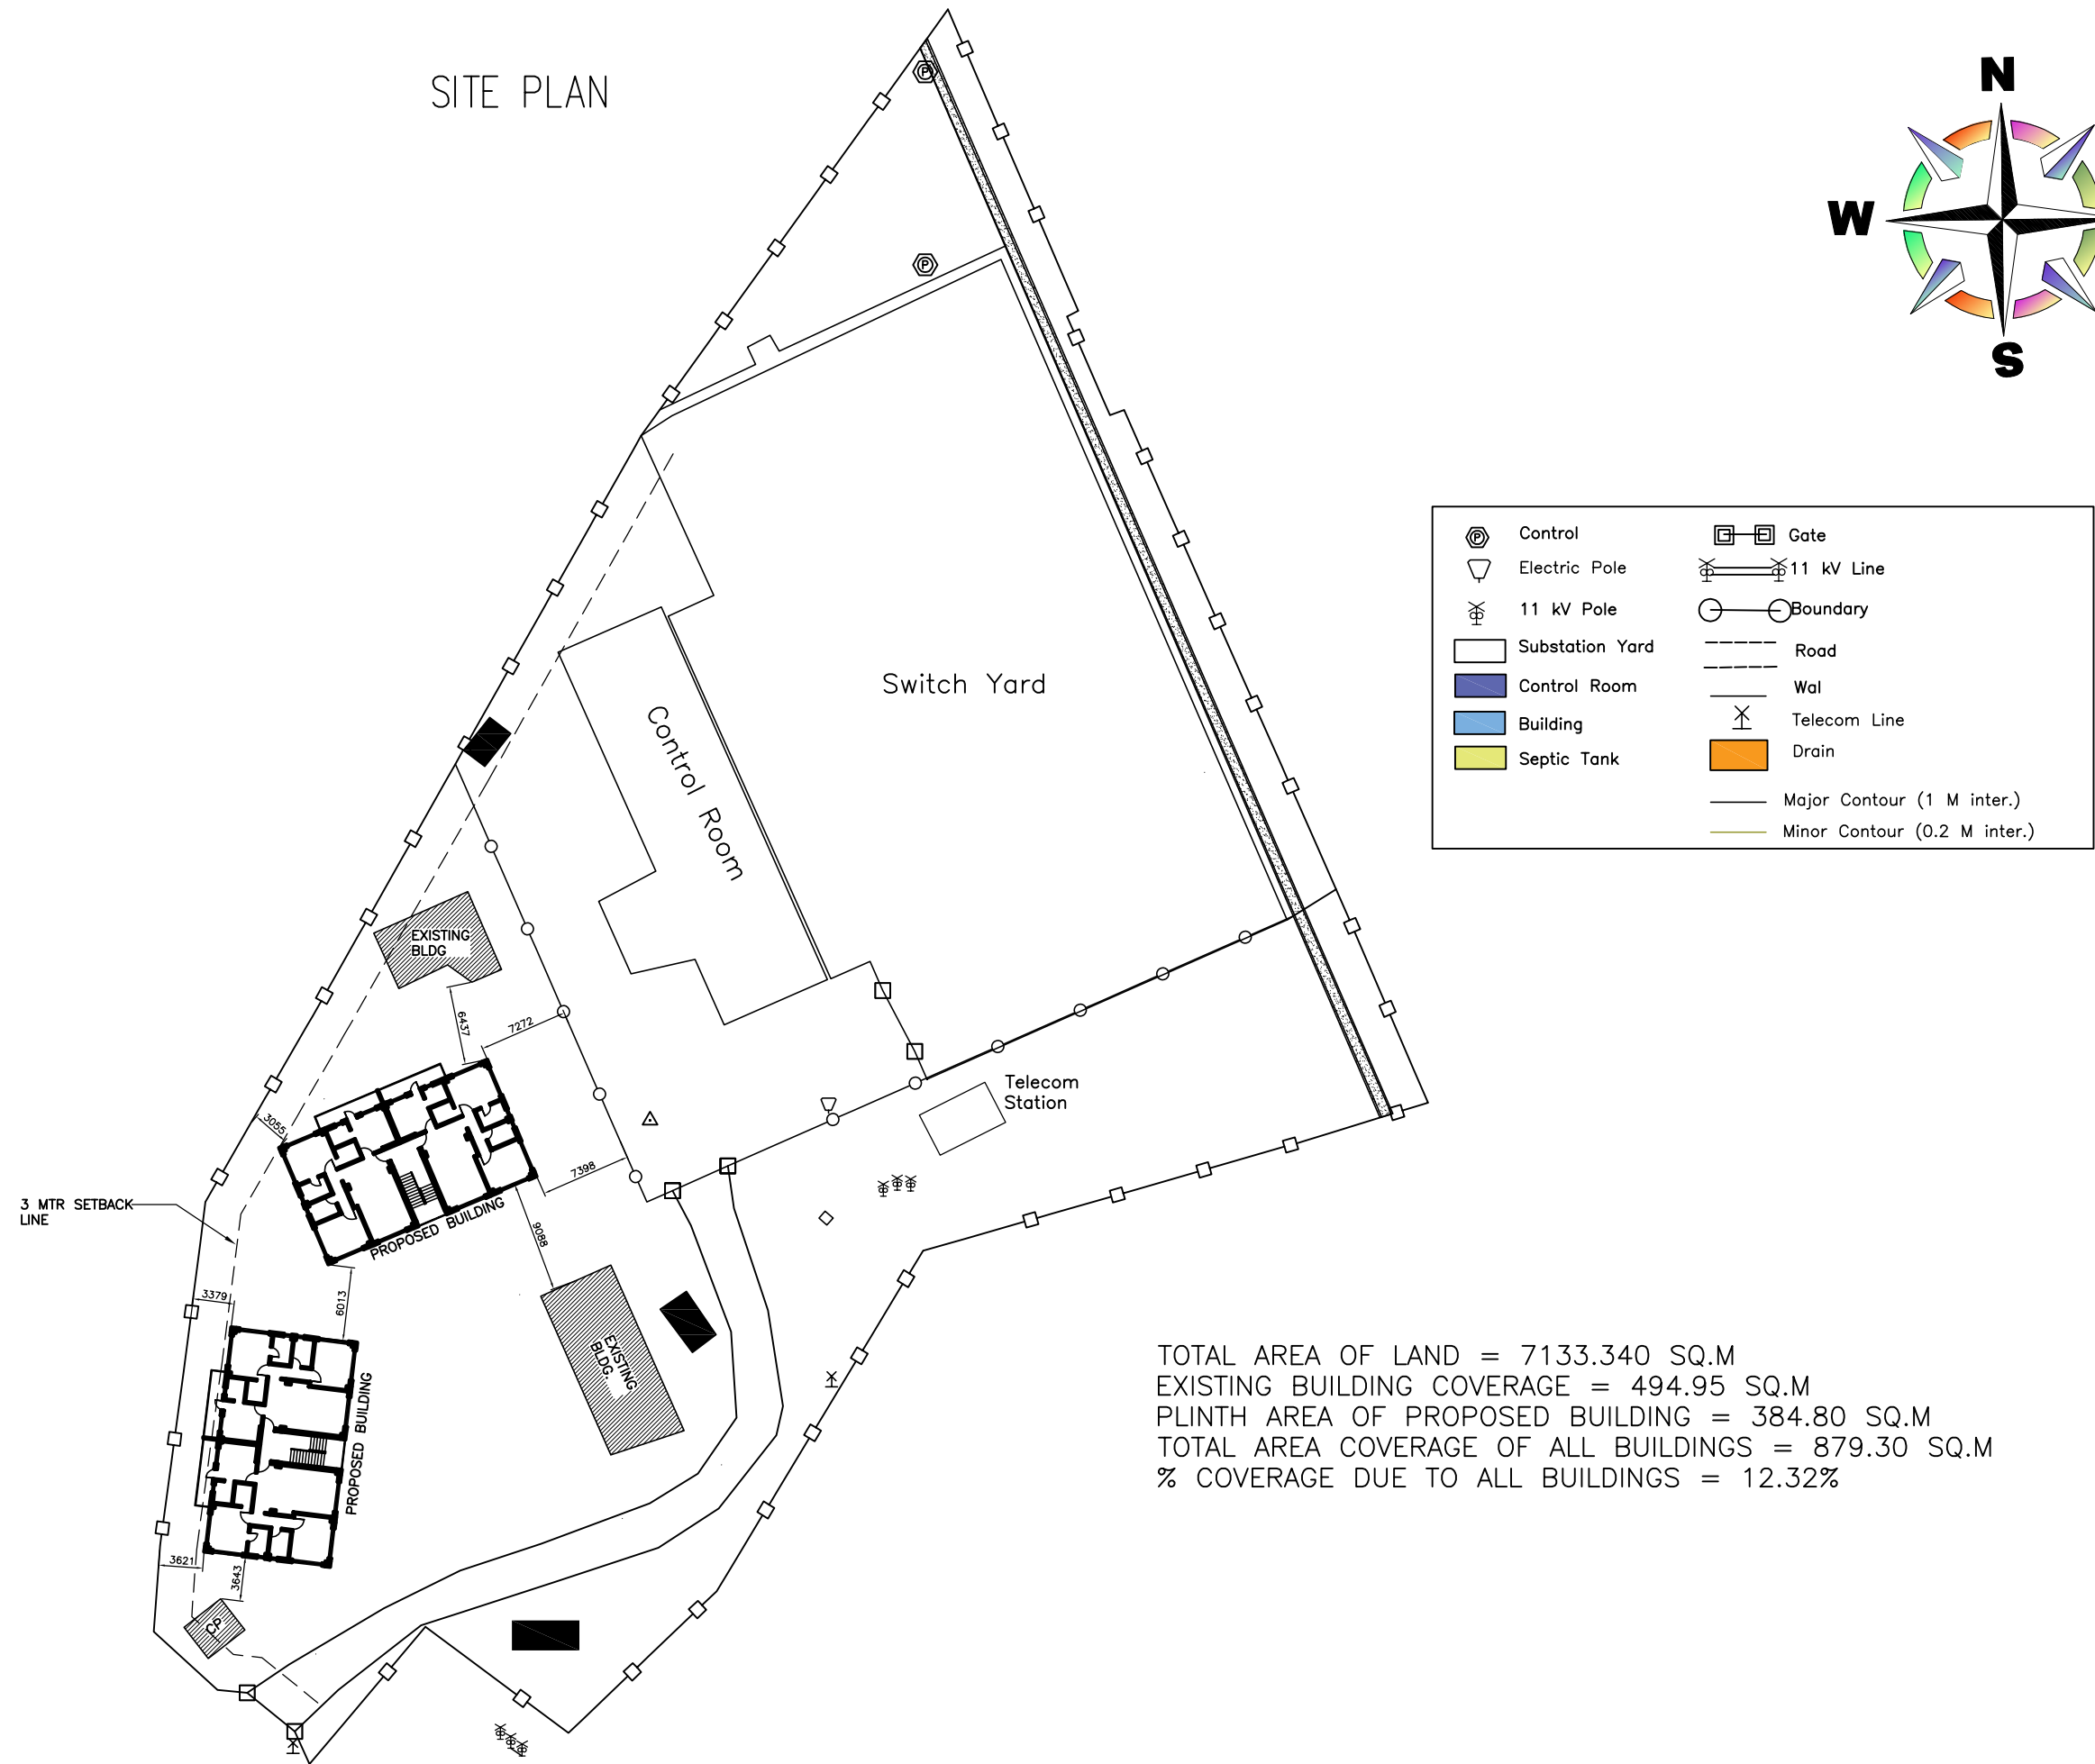 SITE PLAN
N
W
S
Control
Gate
Electric Pole
11 kV Line
11 kV Pole
Boundary
Substation Yard
Road
Control Room
Wal
Building
Telecom Line
Septic Tank
Drain
Major Contour (1 M inter.)
Minor Contour (0.2 M inter.)
P
P
P
Switch Yard
Control Room
EXISTING
BLDG
6437
7272
3055
7398
PROPOSED BUILDING
9088
Telecom
Station
3 MTR SETBACK
LINE
3379
6013
EXISTING
BLDG.
PROPOSED BUILDING
3621
3643
CP
TOTAL AREA OF LAND = 7133.340 SQ.M
EXISTING BUILDING COVERAGE = 494.95 SQ.M
PLINTH AREA OF PROPOSED BUILDING = 384.80 SQ.M
TOTAL AREA COVERAGE OF ALL BUILDINGS = 879.30 SQ.M
% COVERAGE DUE TO ALL BUILDINGS = 12.32%